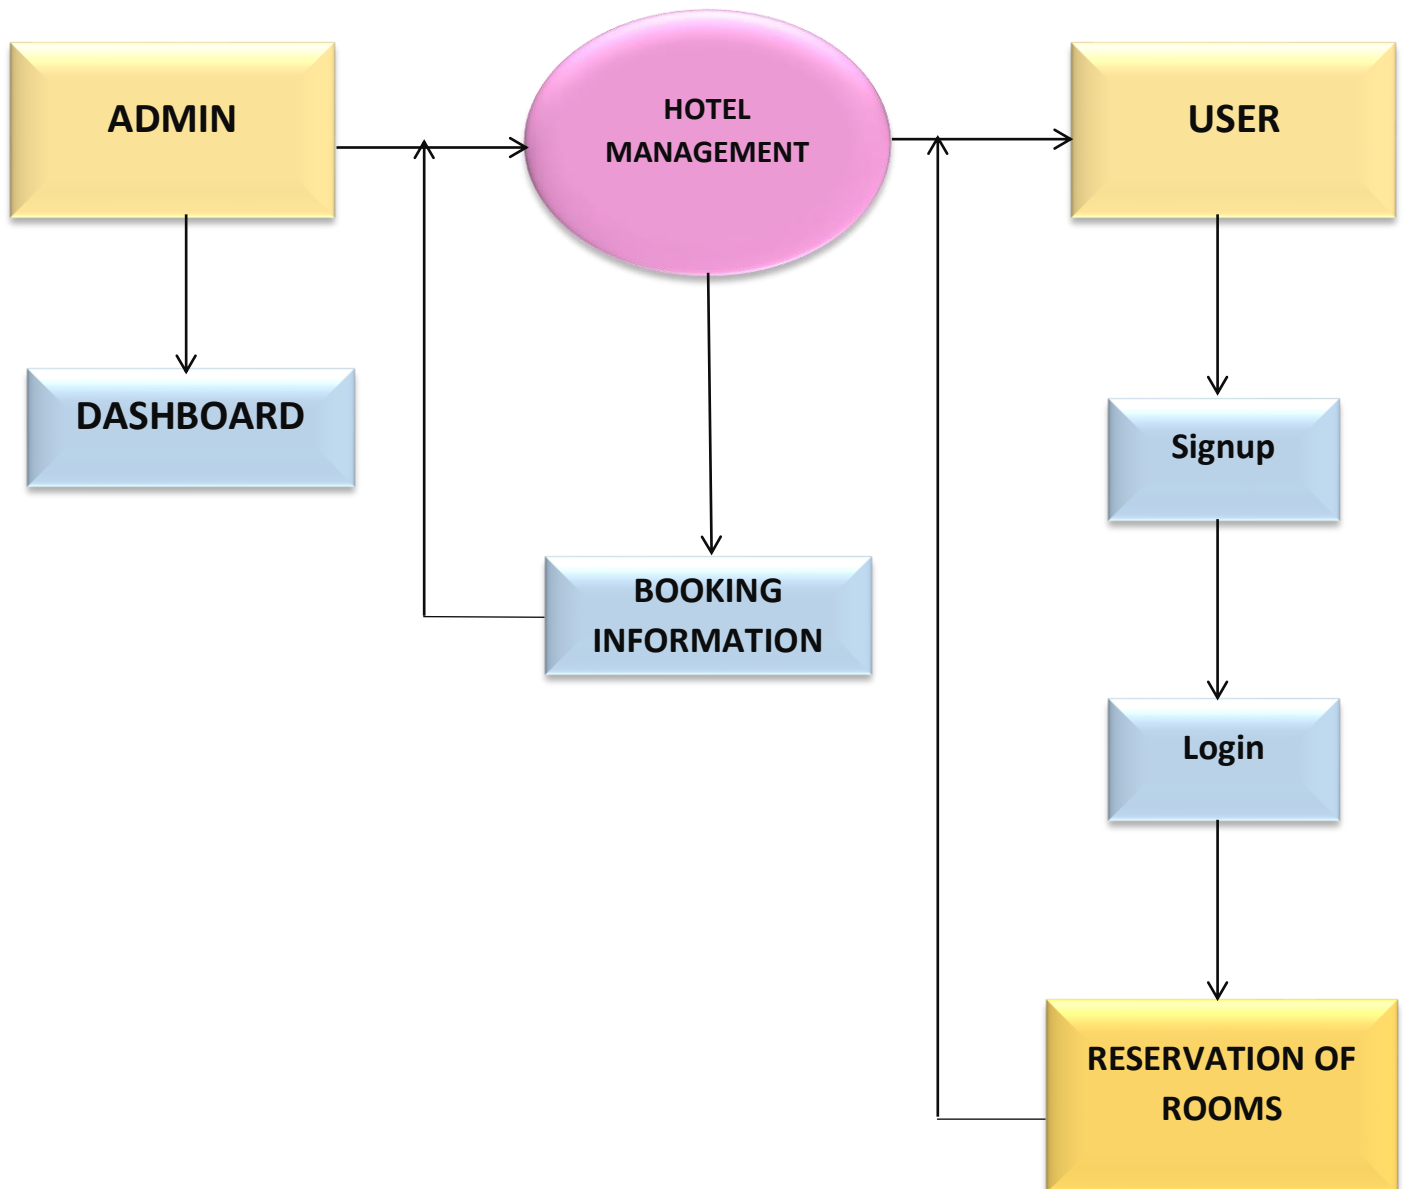 ADMIN
HOTEL
MANAGEMENT
USER
DASHBOARD
Signup
BOOKING
INFORMATION
Login
RESERVATION OF
ROOMS